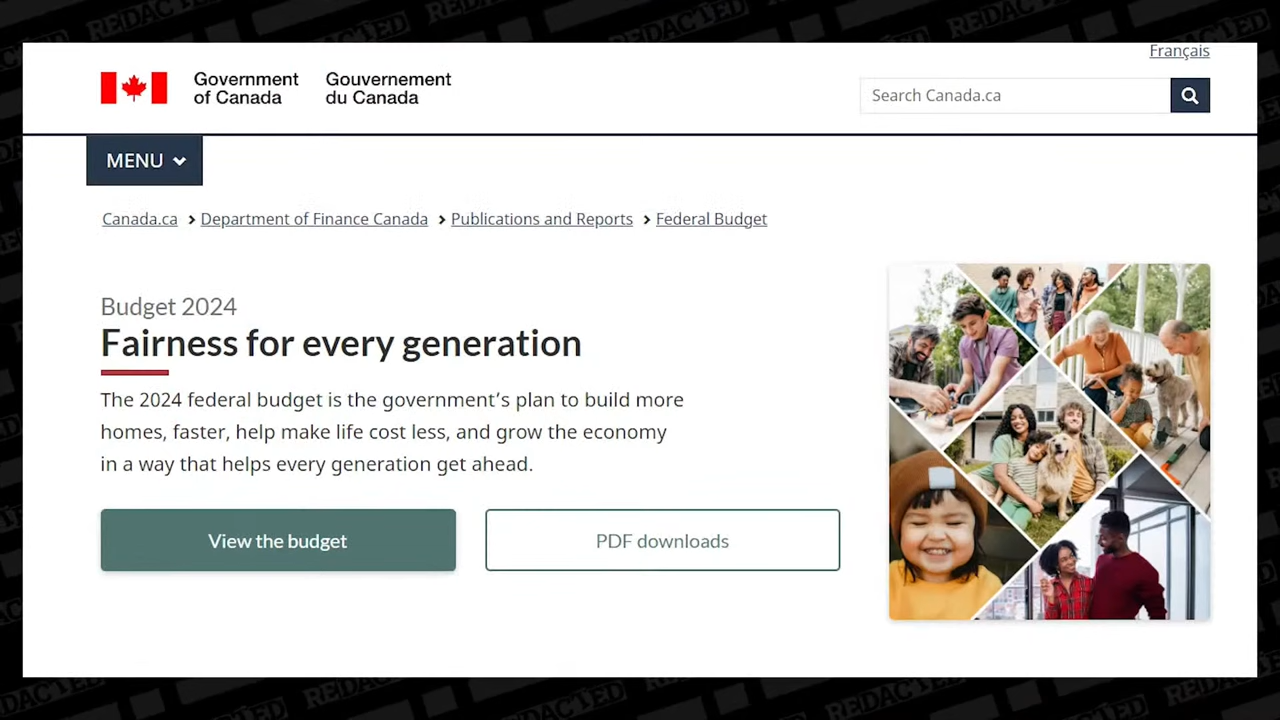 Français
Government
of Canada
Gouvernement
du Canada
Search Canada.ca
MENU
Canada.ca > Department of Finance Canada > Publications and Reports > Federal Budget
Budget 2024
Fairness for every generation
The 2024 federal budget is the government's plan to build more
homes, faster, help make life cost less, and grow the economy
in a way that helps every generation get ahead.
View the budget
PDF downloads
REDACTED